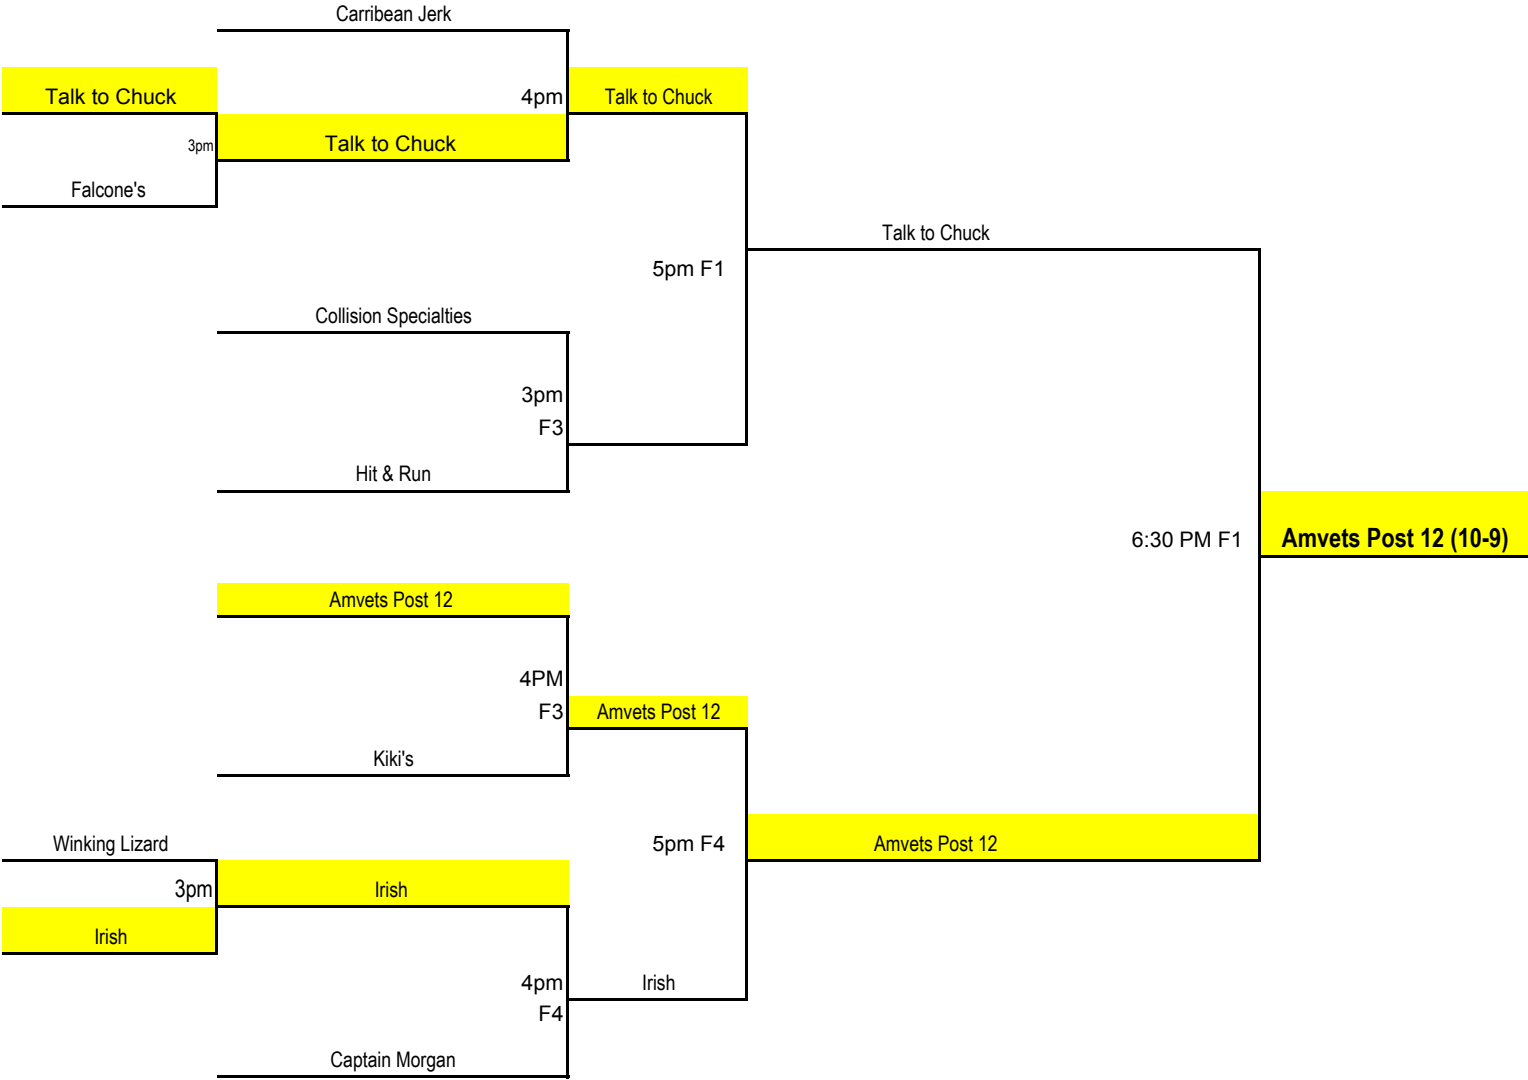 Carribean Jerk
Talk to Chuck
4pm
Talk to Chuck
3pm
Talk to Chuck
Falcone's
Talk to Chuck
5pm F1
Collision Specialties
3pm
F3
Hit & Run
6:30 PM F1
Amvets Post 12 (10-9)
Amvets Post 12
4PM
F3
Amvets Post 12
Kiki's
Winking Lizard
5pm F4
Amvets Post 12
3pm
Irish
Irish
4pm
Irish
F4
Captain Morgan